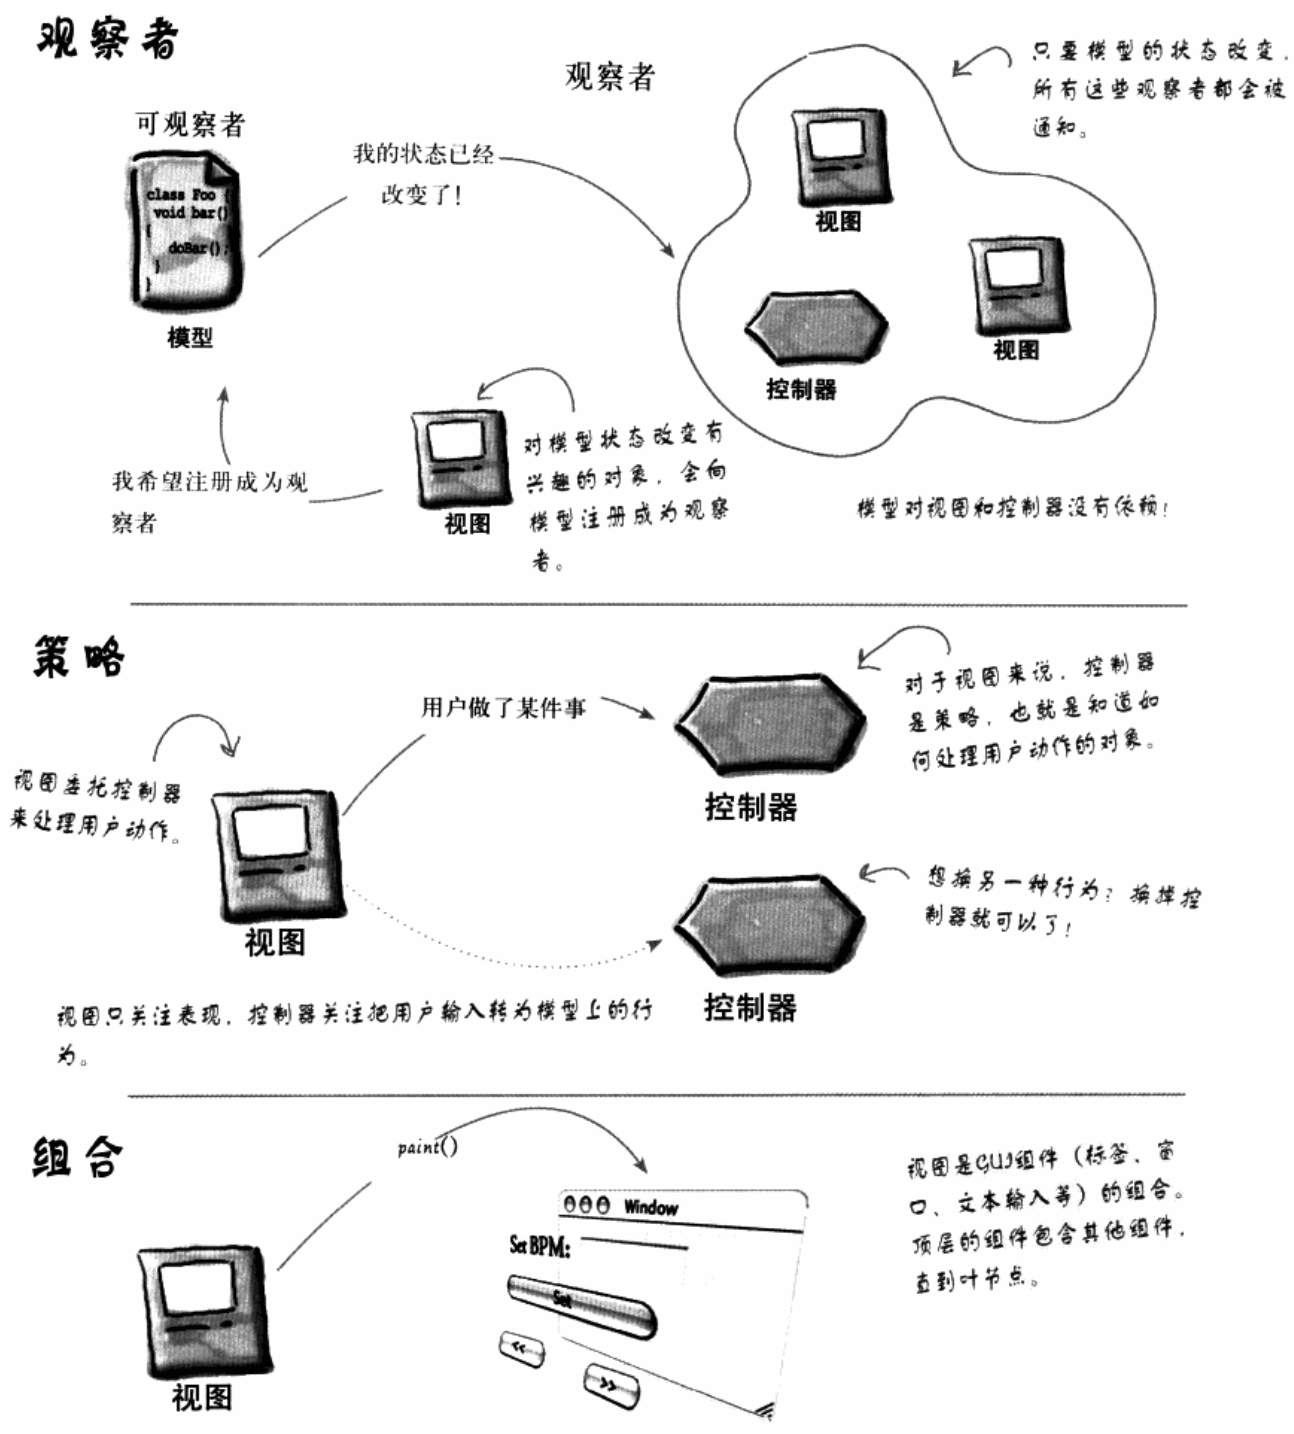 观察者
观察者
只要模型的状态改变，
所有这些观察者都会被
通知。
可观察者
我的状态已经
改变了！
class Foo {
void bar()
{
doBar();
}
}
模型
视图
视图
控制器
我希望注册成为观
察者
视图
对模型状态改变有
兴趣的对象，会向
模型注册成为观察
者。
模型对视图和控制器没有依赖！
策略
用户做了某件事
控制器
对于视图来说，控制器
是策略，也就是知道如
何处理用户动作的对象。
视图委托控制器
来处理用户动作。
视图
控制器
想换另一种行为？换掉控
制器就可以了！
视图只关注表现，控制器关注把用户输入转为模型上的行
为。
组合
paint()
视图
Window
Set BPM:
Set
<<
>>
视图是GUI组件（标签、窗
口、文本输入等）的组合。
顶层的组件包含其他组件，
直到叶节点。